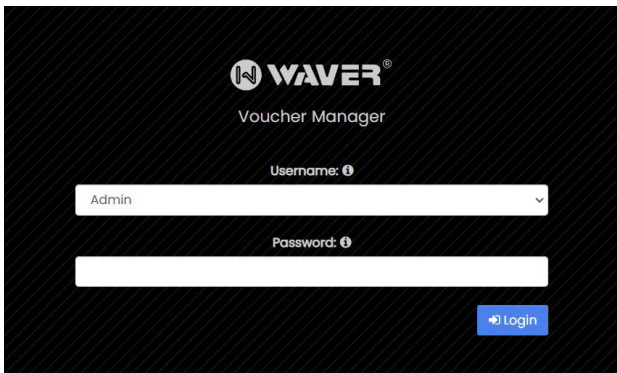 WAVER®
Voucher Manager
Username:
Admin
Password:
Login